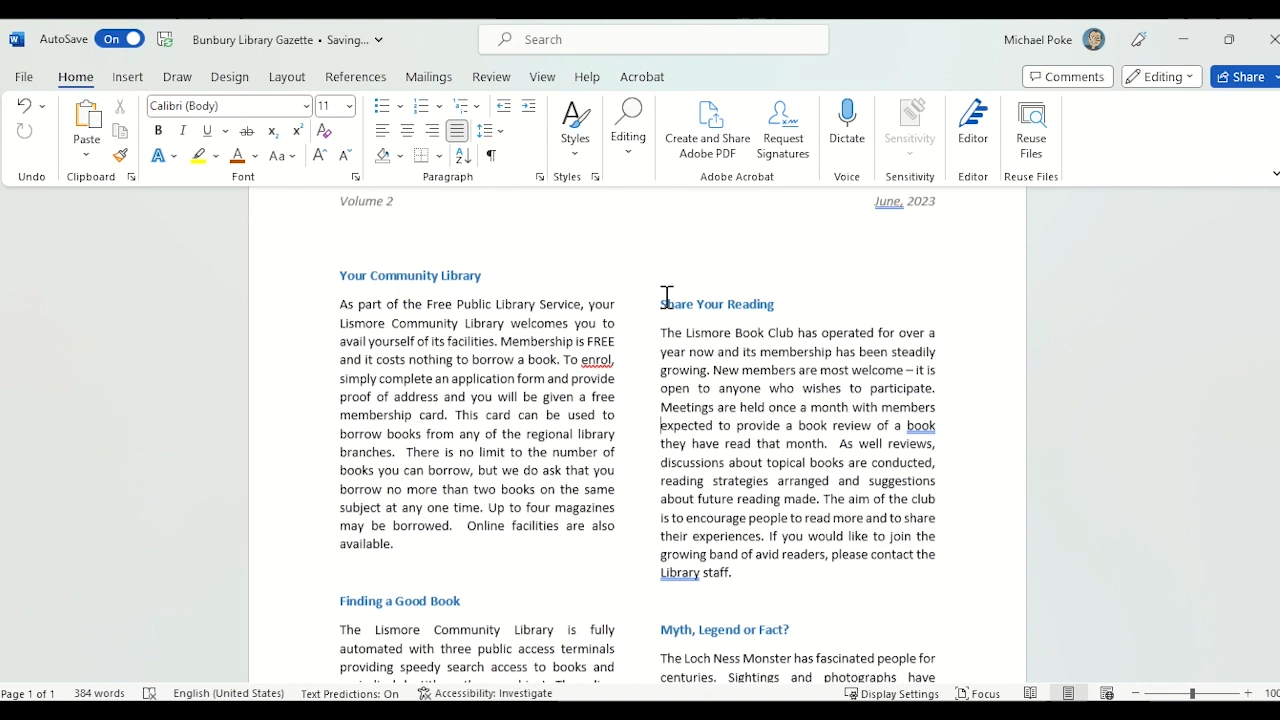 AutoSave On Bunbury Library Gazette • Saving... Search Michael Poke
File Home Insert Draw Design Layout References Mailings Review View Help Acrobat Comments Editing Share
Calibri (Body) 11
Paste Styles Editing Create and Share Adobe PDF Request Signatures Dictate Sensitivity Editor Reuse Files
Undo Clipboard Font Paragraph Styles Adobe Acrobat Voice Sensitivity Editor Reuse Files
Volume 2 June, 2023
Your Community Library
As part of the Free Public Library Service, your
Lismore Community Library welcomes you to
avail yourself of its facilities. Membership is FREE
and it costs nothing to borrow a book. To enrol,
simply complete an application form and provide
proof of address and you will be given a free
membership card. This card can be used to
borrow books from any of the regional library
branches. There is no limit to the number of
books you can borrow, but we do ask that you
borrow no more than two books on the same
subject at any one time. Up to four magazines
may be borrowed. Online facilities are also
available.
Finding a Good Book
The Lismore Community Library is fully
automated with three public access terminals
providing speedy search access to books and
Share Your Reading
The Lismore Book Club has operated for over a
year now and its membership has been steadily
growing. New members are most welcome – it is
open to anyone who wishes to participate.
Meetings are held once a month with members
expected to provide a book review of a book
they have read that month. As well reviews,
discussions about topical books are conducted,
reading strategies arranged and suggestions
about future reading made. The aim of the club
is to encourage people to read more and to share
their experiences. If you would like to join the
growing band of avid readers, please contact the
Library staff.
Myth, Legend or Fact?
The Loch Ness Monster has fascinated people for
centuries. Sightings and photographs have
Page 1 of 1 384 words English (United States) Text Predictions: On Accessibility: Investigate Display Settings Focus 100